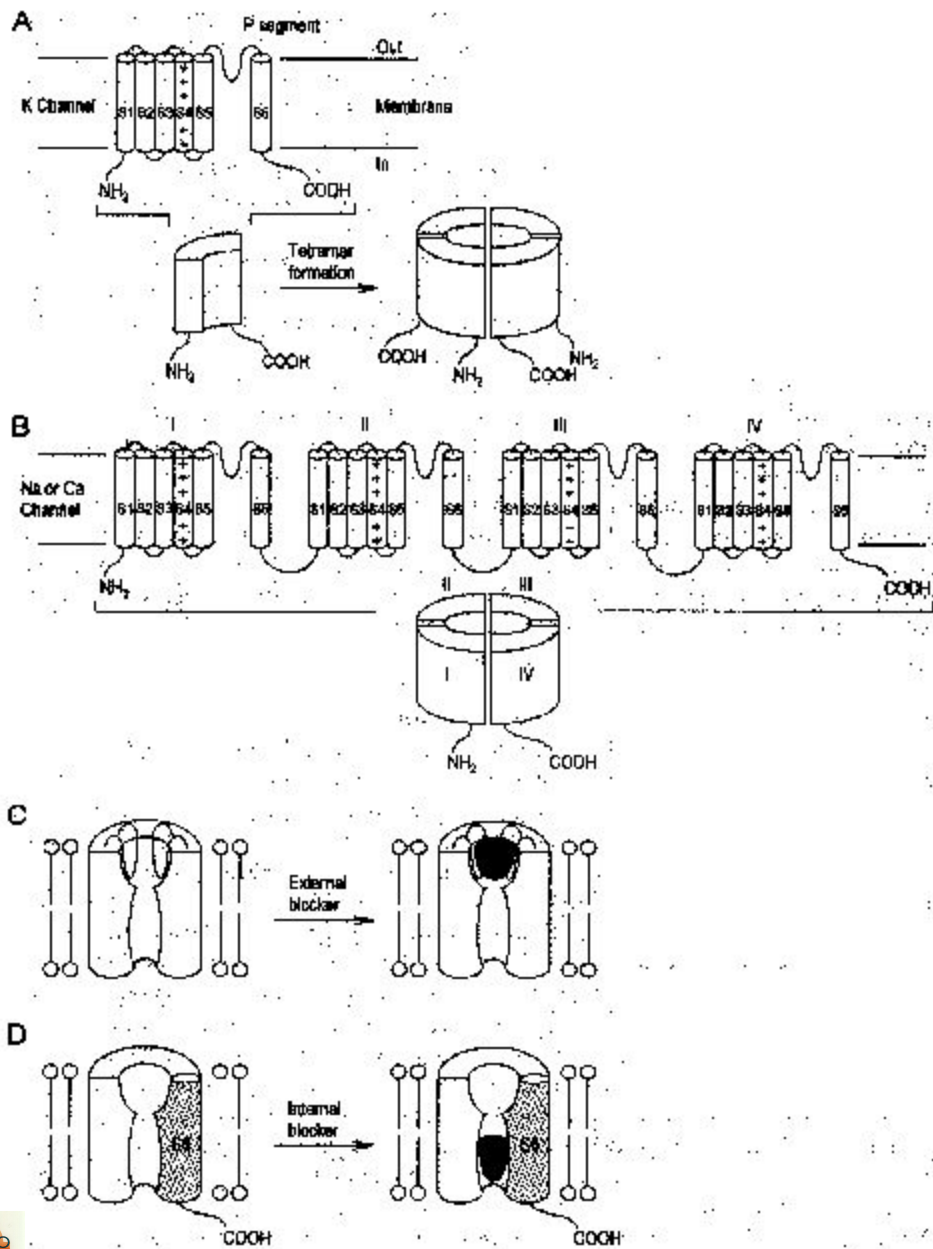 A
P segment
Out
K Channel
S1 S2 S3 S4 S5 S6
Membrane
In
NH2
COOH
Tetramer
formation
NH2
COOH
COOH
NH2
COOH
NH2
B
I II III IV
Na or Ca
Channel
S1 S2 S3 S4 S5 S6 S1 S2 S3 S4 S5 S6 S1 S2 S3 S4 S5 S6 S1 S2 S3 S4 S5 S6
NH2
COOH
II III
I IV
NH2
COOH
C
External
blocker
D
Internal
blocker
S6
S6
COOH
COOH